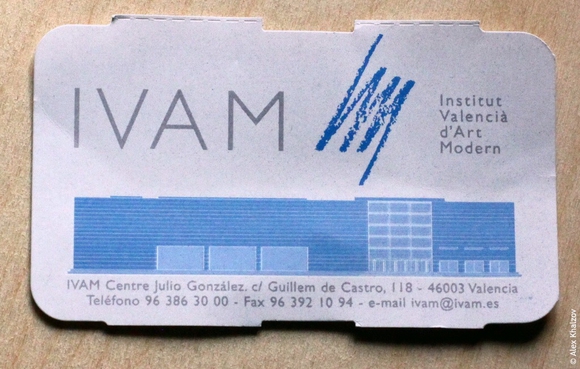 IVAM
Institut
Valencià
d'Art
Modern
IVAM Centre Julio González. c/ Guillem de Castro, 118 - 46003 Valencia
Teléfono 96 386 30 00 - Fax 96 392 10 94 - e-mail ivam@ivam.es
© Alex Khalzov